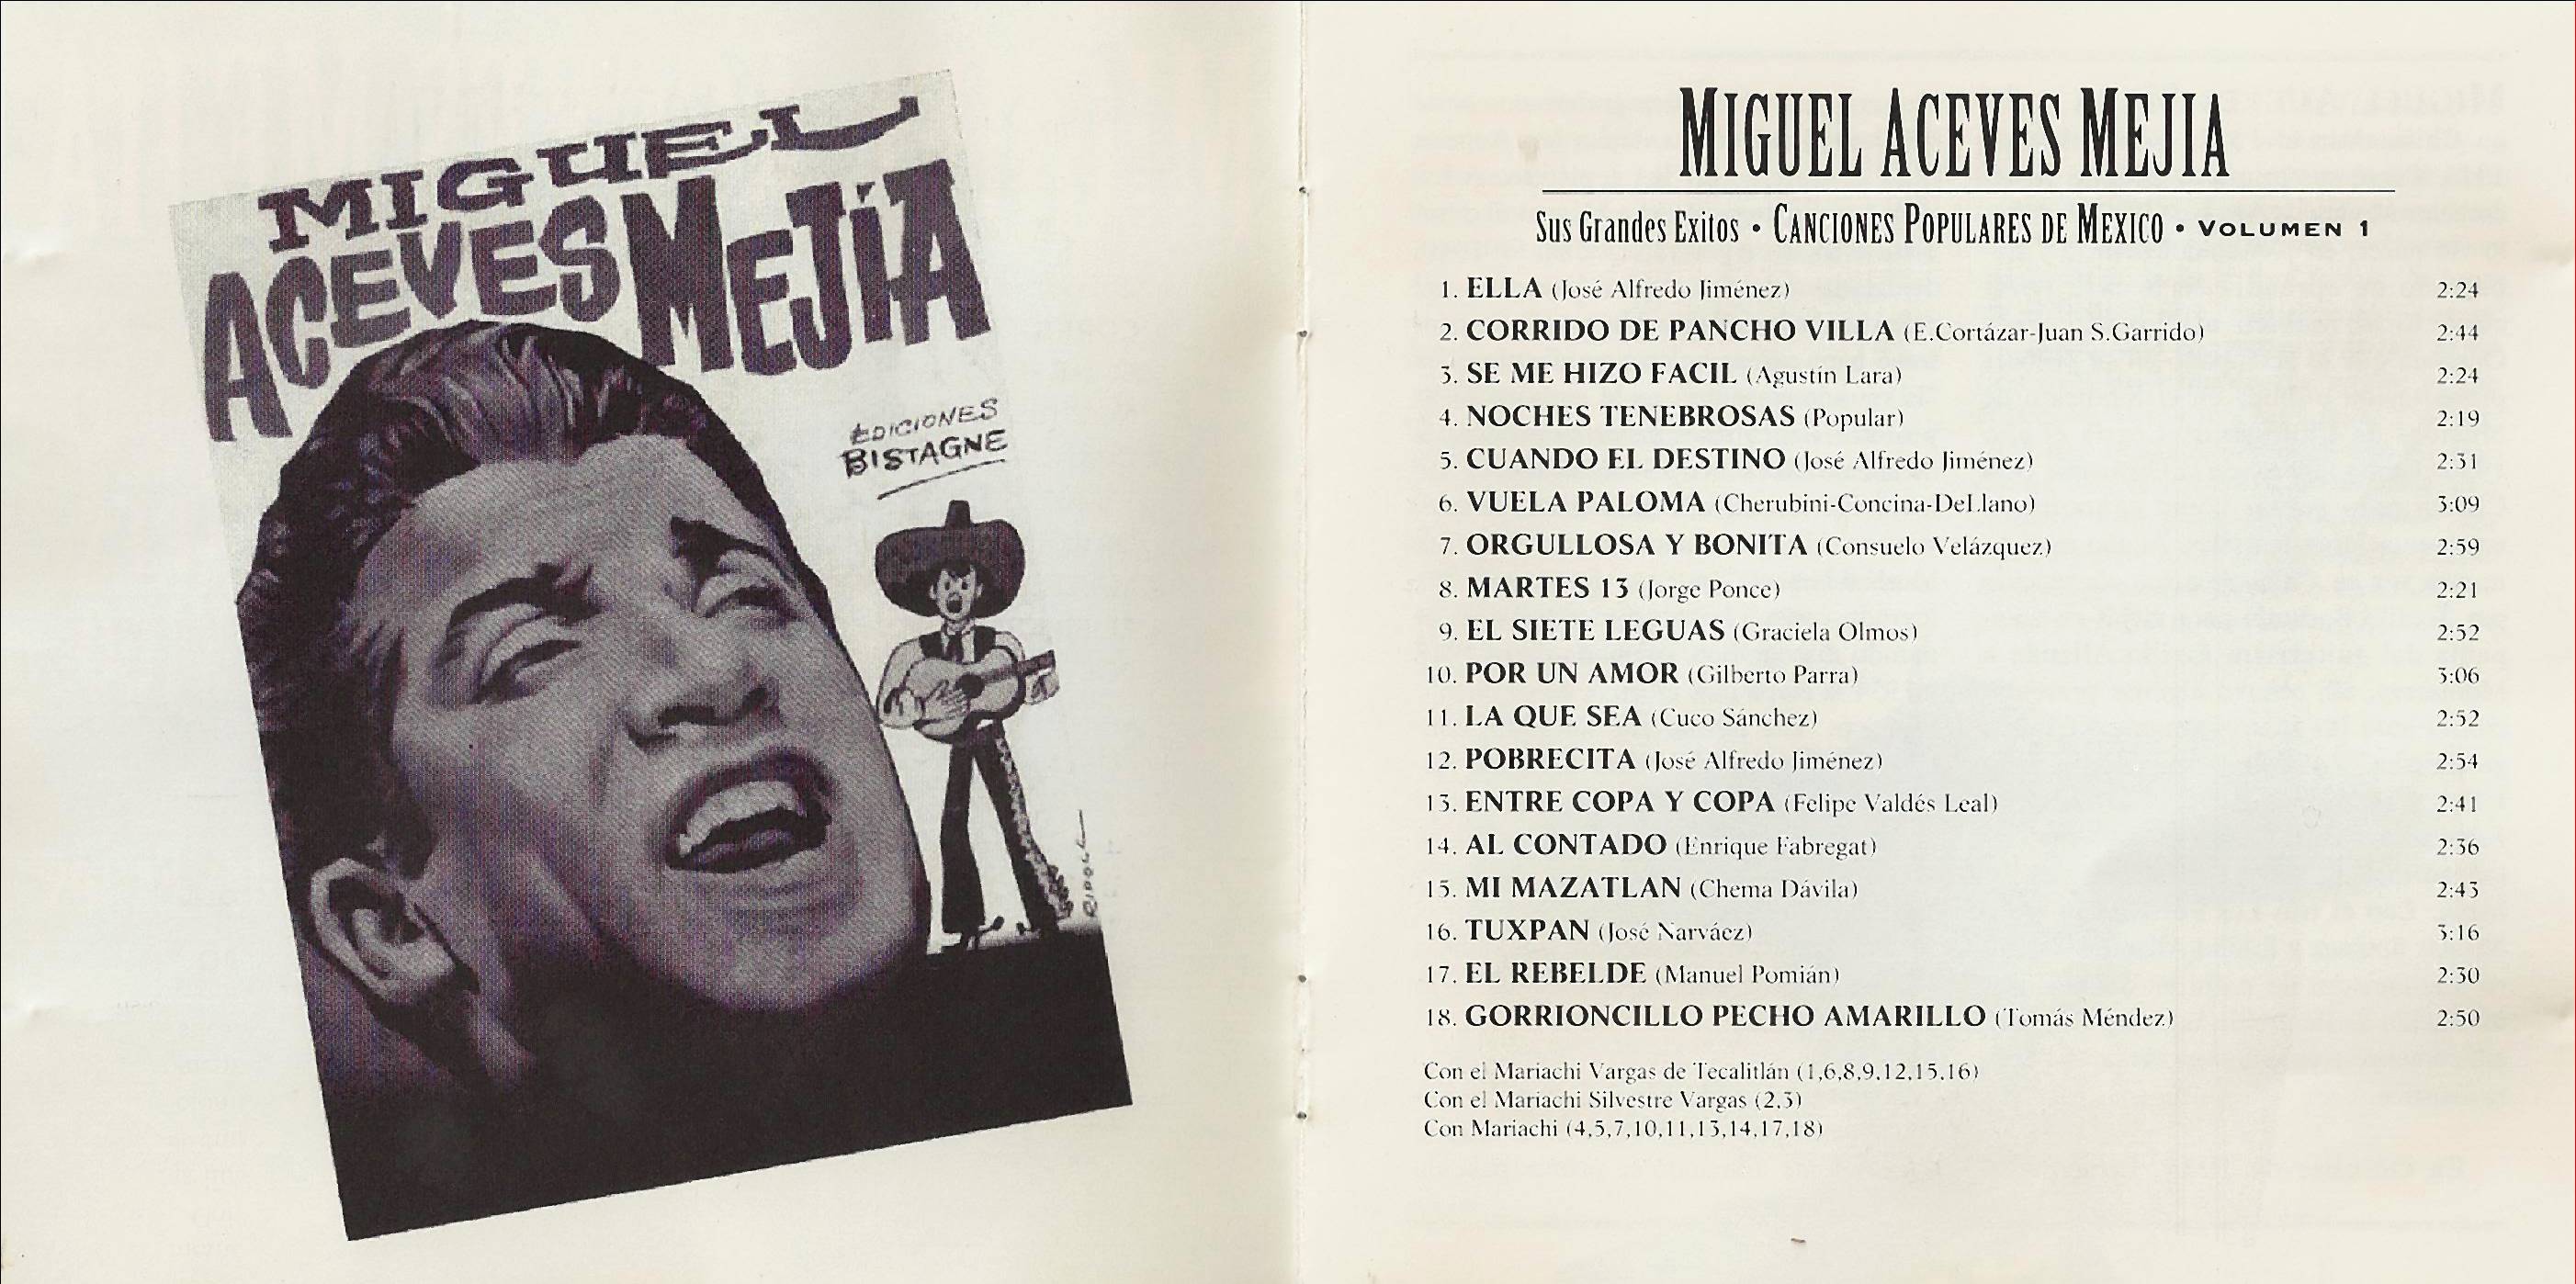 MIGUEL
ACEVES MEJÍA
EDICIONES
BISTAGNE
RIPOLL
MIGUEL ACEVES MEJIA
Sus Grandes Exitos • CANCIONES POPULARES DE MEXICO • VOLUMEN 1
1. ELLA (José Alfredo Jiménez) 2:24
2. CORRIDO DE PANCHO VILLA (E.Cortázar-Juan S.Garrido) 2:44
3. SE ME HIZO FACIL (Agustín Lara) 2:24
4. NOCHES TENEBROSAS (Popular) 2:19
5. CUANDO EL DESTINO (José Alfredo Jiménez) 2:31
6. VUELA PALOMA (Cherubini-Concina-DeLlano) 3:09
7. ORGULLOSA Y BONITA (Consuelo Velázquez) 2:59
8. MARTES 13 (Jorge Ponce) 2:21
9. EL SIETE LEGUAS (Graciela Olmos) 2:52
10. POR UN AMOR (Gilberto Parra) 3:06
11. LA QUE SEA (Cuco Sánchez) 2:52
12. POBRECITA (José Alfredo Jiménez) 2:54
13. ENTRE COPA Y COPA (Felipe Valdés Leal) 2:41
14. AL CONTADO (Enrique Fabregat) 2:36
15. MI MAZATLAN (Chema Dávila) 2:43
16. TUXPAN (José Narváez) 3:16
17. EL REBELDE (Manuel Pomián) 2:30
18. GORRIONCILLO PECHO AMARILLO (Tomás Méndez) 2:50
Con el Mariachi Vargas de Tecalitlán (1,6,8,9,12,15,16)
Con el Mariachi Silvestre Vargas (2,3)
Con Mariachi (4,5,7,10,11,13,14,17,18)